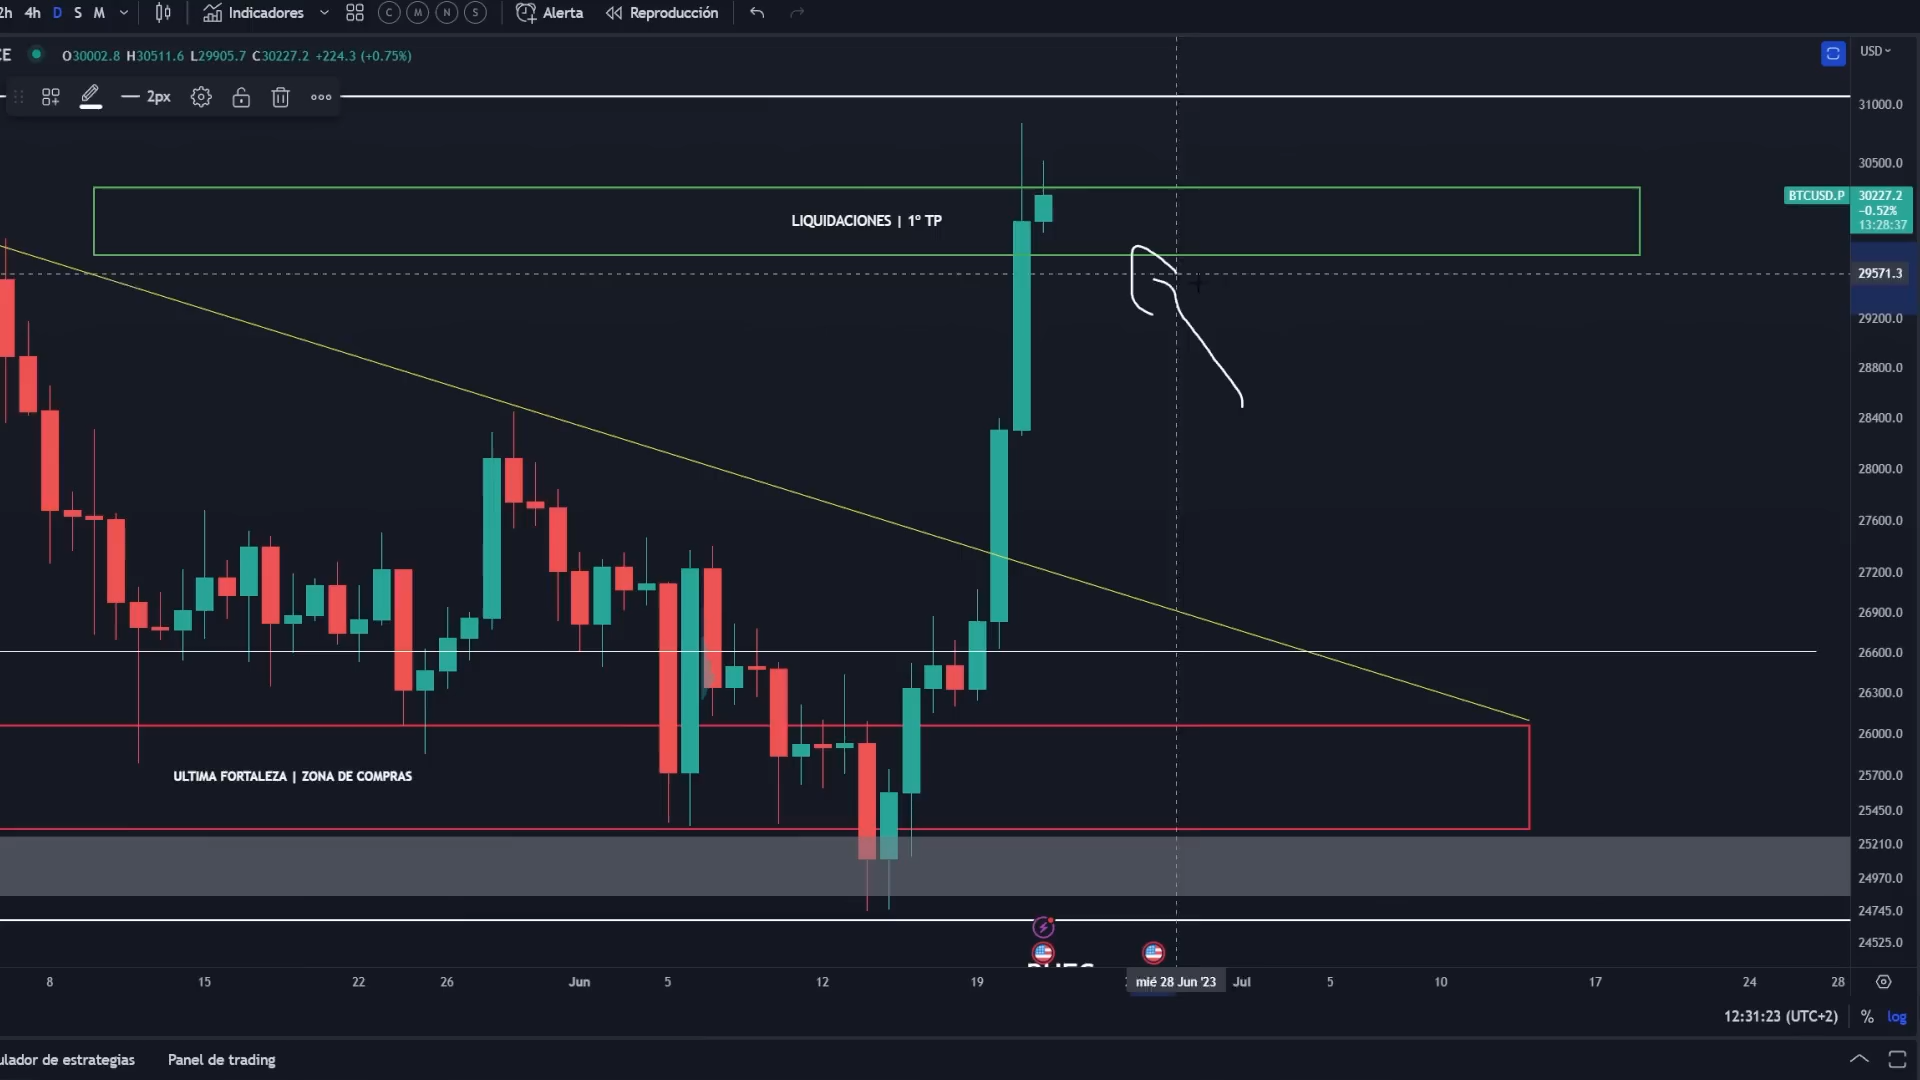 2h 4h D S M Indicadores C M N S Alerta Reproducción
CE O30002.8 H30511.6 L29905.7 C30227.2 +224.3 (+0.75%)
USD
2px
31000.0
30500.0
LIQUIDACIONES | 1º TP
BTCUSD.P 30227.2
−0.52%
13:28:37
29571.3
29200.0
28800.0
28400.0
28000.0
27600.0
27200.0
26900.0
26600.0
26300.0
26000.0
ULTIMA FORTALEZA | ZONA DE COMPRAS
25700.0
25450.0
25210.0
24970.0
24745.0
24525.0
8 15 22 26 Jun 5 12 19 mié 28 Jun '23 Jul 5 10 17 24 28
12:31:23 (UTC+2) % log
ulador de estrategias Panel de trading